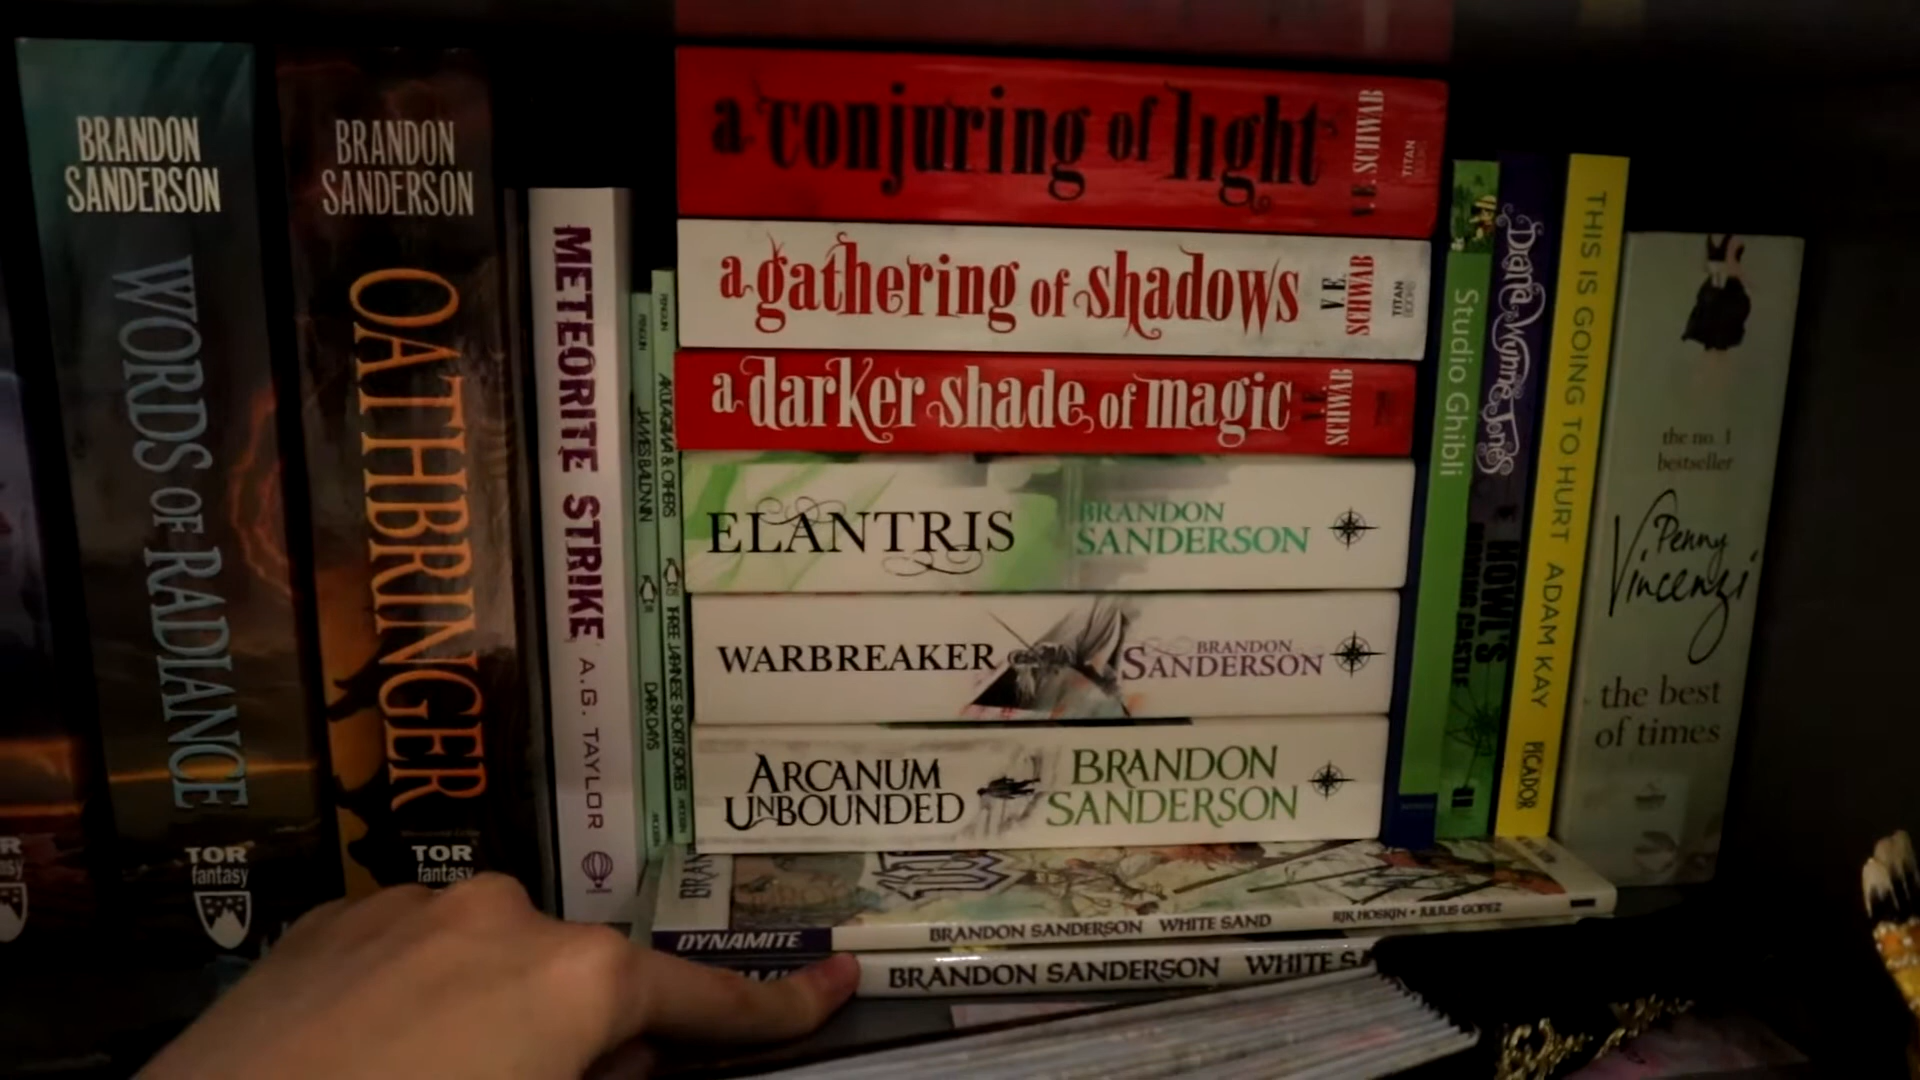 BRANDON
SANDERSON
WORDS OF RADIANCE
TOR
fantasy
BRANDON
SANDERSON
OATHBRINGER
TOR
fantasy
METEORITE STRIKE A.G. TAYLOR
JAMES BALDWIN DARK DAYS
AKUTAGAWA & OTHERS THREE JAPANESE SHORT STORIES
a conjuring of light V. E. SCHWAB TITAN
a gathering of shadows V. E. SCHWAB TITAN BOOKS
a darker shade of magic V. E. SCHWAB
ELANTRIS BRANDON SANDERSON
WARBREAKER BRANDON SANDERSON
ARCANUM UNBOUNDED BRANDON SANDERSON
DYNAMITE BRANDON SANDERSON WHITE SAND RIK HOSKIN • JULIUS GOPEZ
BRANDON SANDERSON WHITE
Studio Ghibli
Diana Wynne Jones HOWL'S MOVING CASTLE
THIS IS GOING TO HURT ADAM KAY PICADOR
the no. 1
bestseller
Penny
Vincenzi
the best
of times